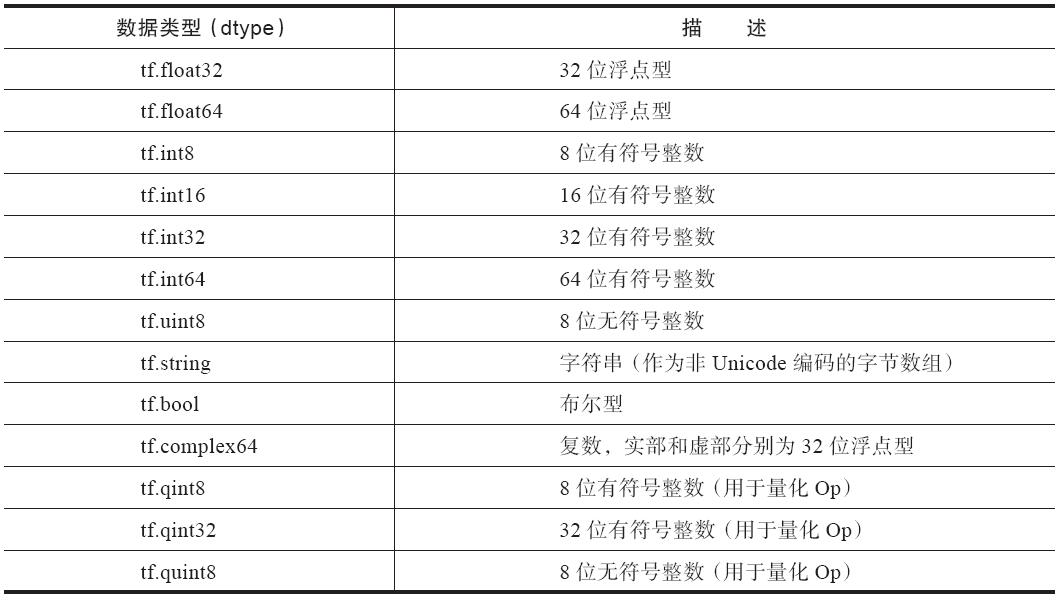 数据类型（dtype） 描 述
tf.float32 32 位浮点型
tf.float64 64 位浮点型
tf.int8 8 位有符号整数
tf.int16 16 位有符号整数
tf.int32 32 位有符号整数
tf.int64 64 位有符号整数
tf.uint8 8 位无符号整数
tf.string 字符串（作为非 Unicode 编码的字节数组）
tf.bool 布尔型
tf.complex64 复数，实部和虚部分别为 32 位浮点型
tf.qint8 8 位有符号整数（用于量化 Op）
tf.qint32 32 位有符号整数（用于量化 Op）
tf.quint8 8 位无符号整数（用于量化 Op）